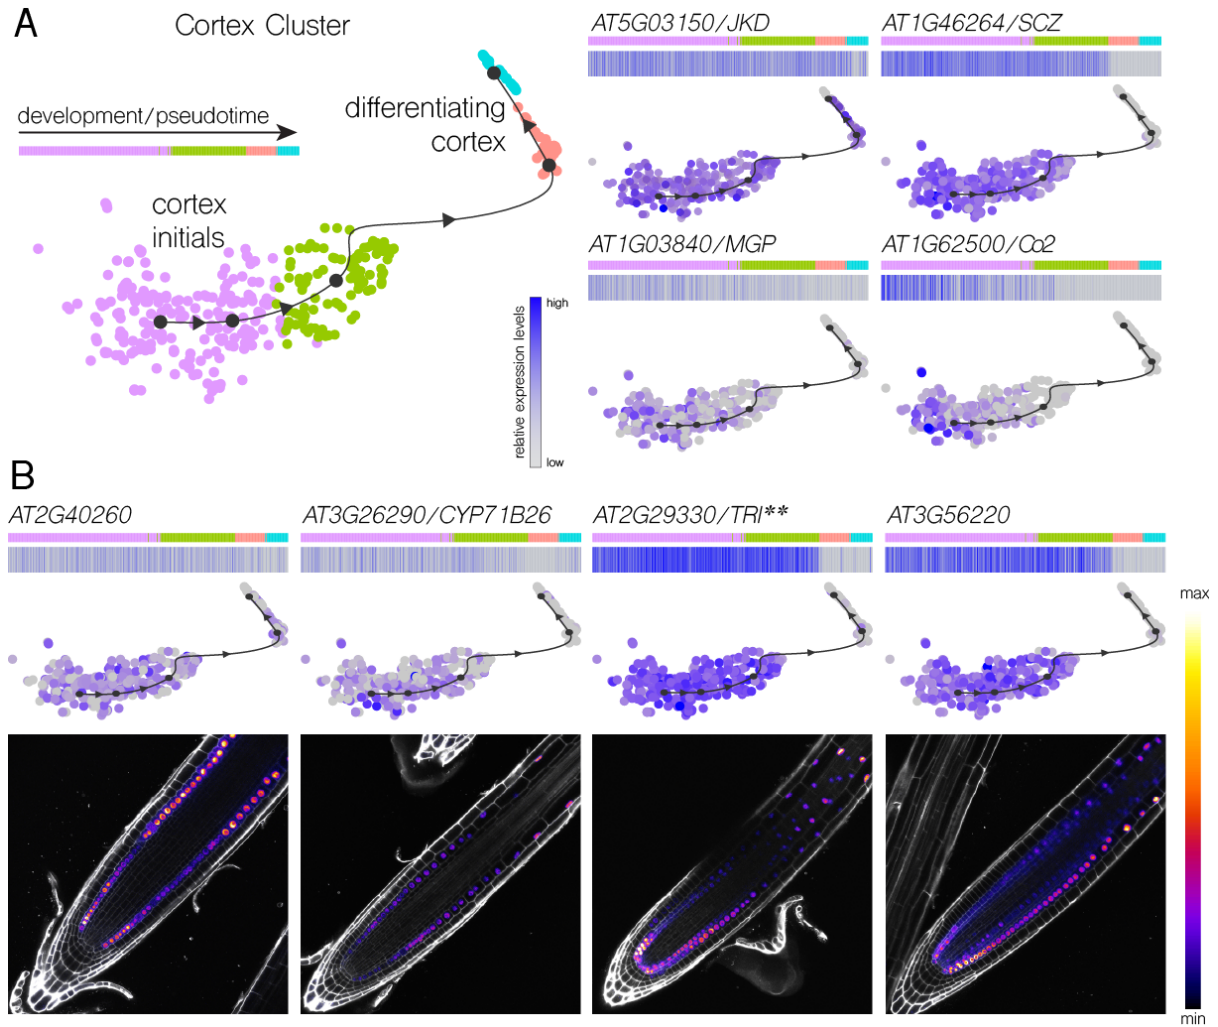 A
Cortex Cluster
development/pseudotime
differentiating
cortex
cortex
initials
AT5G03150/JKD
AT1G46264/SCZ
AT1G03840/MGP
AT1G62500/Co2
relative expression levels
high
low
B
AT2G40260
AT3G26290/CYP71B26
AT2G29330/TRI**
AT3G56220
max
min